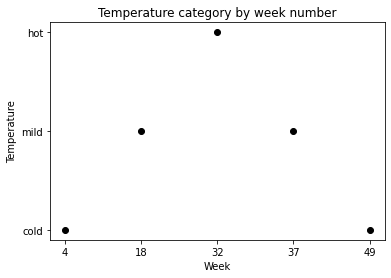 Temperature category by week number
hot
mild
cold
Temperature
4 18 32 37 49
Week